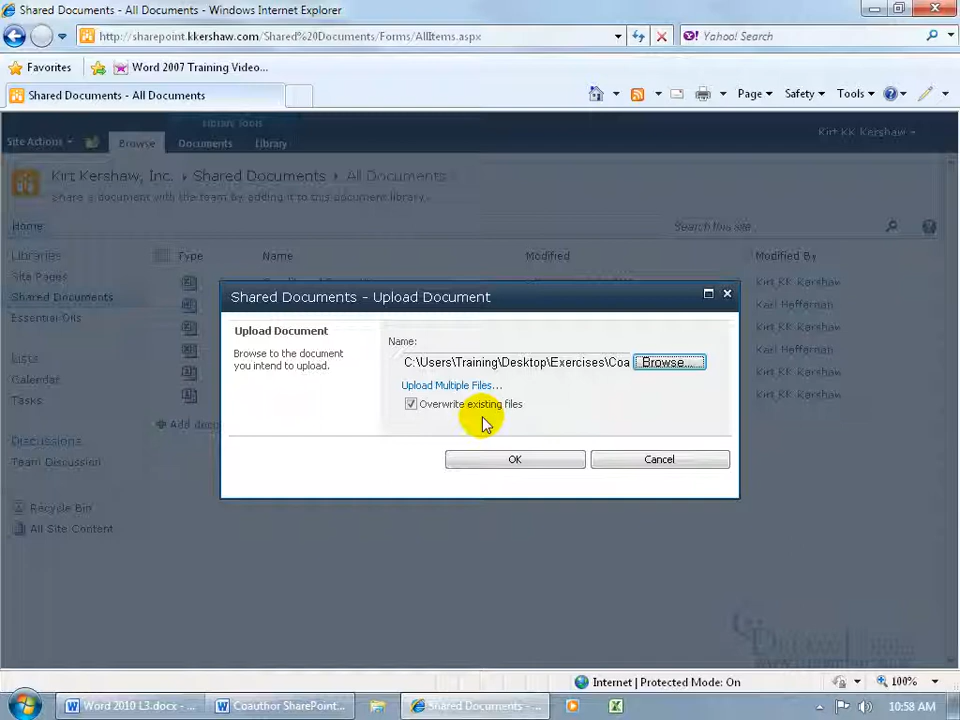 Shared Documents - All Documents - Windows Internet Explorer
http://sharepoint.kkershaw.com/Shared%20Documents/Forms/AllItems.aspx
Yahoo! Search
Favorites
Word 2007 Training Video...
Shared Documents - All Documents
Page
Safety
Tools
Library Tools
Kirt KK Kershaw
Site Actions
Browse
Documents
Library
Kirt Kershaw, Inc.
Shared Documents
All Documents
Share a document with the team by adding it to this document library.
Home
Search this site...
Libraries
Type
Name
Modified
Modified By
Site Pages
Kirt KK Kershaw
Shared Documents
Karl Heffernan
Essential Oils
Kirt KK Kershaw
Lists
Karl Heffernan
Calendar
Kirt KK Kershaw
Tasks
Kirt KK Kershaw
Add
Discussions
Team Discussion
Recycle Bin
All Site Content
Shared Documents - Upload Document
Upload Document
Browse to the document
you intend to upload.
Name:
C:\Users\Training\Desktop\Exercises\Coa
Browse...
Upload Multiple Files...
Overwrite existing files
OK
Cancel
Internet | Protected Mode: On
100%
Word 2010 L3.docx - ...
Coauthor SharePoint...
Shared Documents - ...
10:58 AM